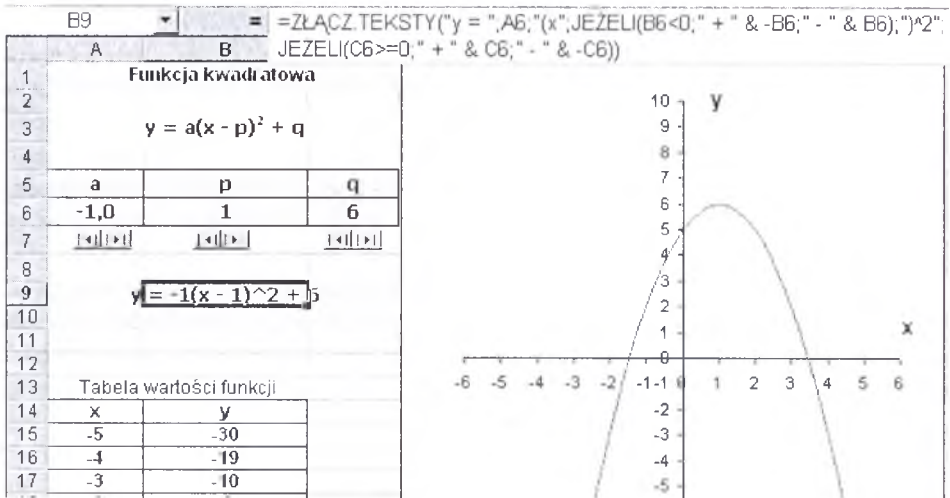 B9 = =ZŁĄCZ.TEKSTY("y = ";A6;"(x";JEŻELI(B6<0;" + " & -B6;" - " & B6);")^2";
JEŻELI(C6>=0;" + " & C6;" - " & -C6))
A B
1 Funkcja kwadratowa
2
3 y = a(x - p)² + q
4
5 a p q
6 -1,0 1 6
7
8
9 y = -1(x - 1)^2 + 6
10
11
12
13 Tabela wartości funkcji
14 x y
15 -5 -30
16 -4 -19
17 -3 -10
y
10
9
8
7
6
5
4
3
2
1
0
-1
-2
-3
-4
-5
x
-6 -5 -4 -3 -2 -1 0 1 2 3 4 5 6